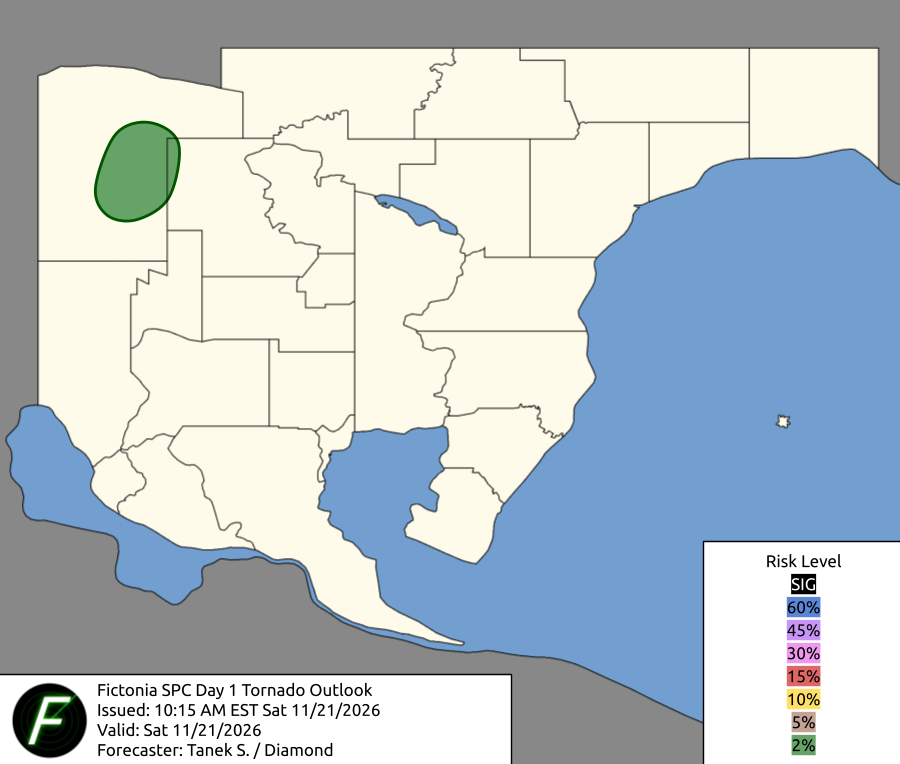 Risk Level
SIG
60%
45%
30%
15%
10%
5%
2%
F
Fictonia SPC Day 1 Tornado Outlook
Issued: 10:15 AM EST Sat 11/21/2026
Valid: Sat 11/21/2026
Forecaster: Tanek S. / Diamond